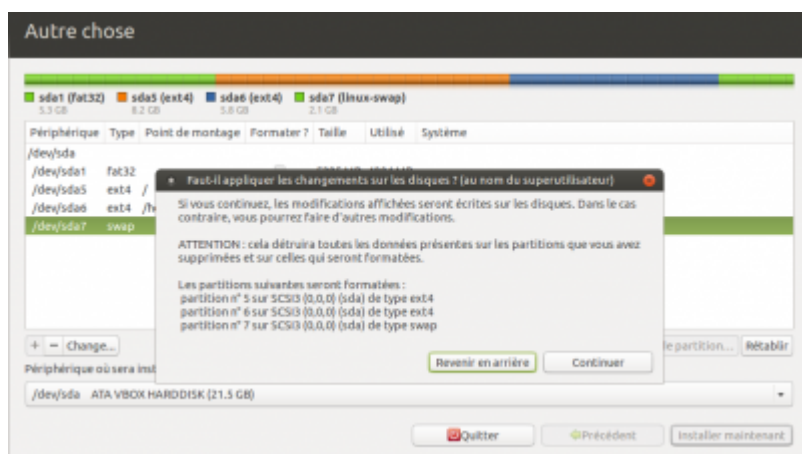 Autre chose
sda1 (fat32) sda5 (ext4) sda6 (ext4) sda7 (linux-swap)
5.3 GB 8.2 GB 5.8 GB 2.1 GB
Périphérique Type Point de montage Formater ? Taille Utilisé Système
/dev/sda
/dev/sda1 fat32
/dev/sda5 ext4 /
/dev/sda6 ext4
/dev/sda7 swap
Faut-il appliquer les changements sur les disques ? (au nom du superutilisateur)
Si vous continuez, les modifications affichées seront écrites sur les disques. Dans le cas
contraire, vous pourrez faire d'autres modifications.
ATTENTION : cela détruira toutes les données présentes sur les partitions que vous avez
supprimées et sur celles qui seront formatées.
Les partitions suivantes seront formatées :
partition n° 5 sur SCSI3 (0,0,0) (sda) de type ext4
partition n° 6 sur SCSI3 (0,0,0) (sda) de type ext4
partition n° 7 sur SCSI3 (0,0,0) (sda) de type swap
Revenir en arrière Continuer
+ − Change... le partition... Rétablir
Périphérique où sera inst
/dev/sda ATA VBOX HARDDISK (21.5 GB)
Quitter Précédent Installer maintenant